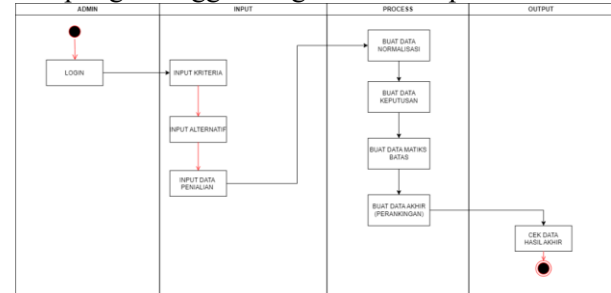 ADMIN
INPUT
PROCESS
OUTPUT
LOGIN
INPUT KRITERIA
INPUT ALTERNATIF
INPUT DATA
PENIALIAN
BUAT DATA
NORMALISASI
BUAT DATA
KEPUTUSAN
BUAT DATA MATIKS
BATAS
BUAT DATA AKHIR
(PERANKINGAN)
CEK DATA
HASIL AKHIR